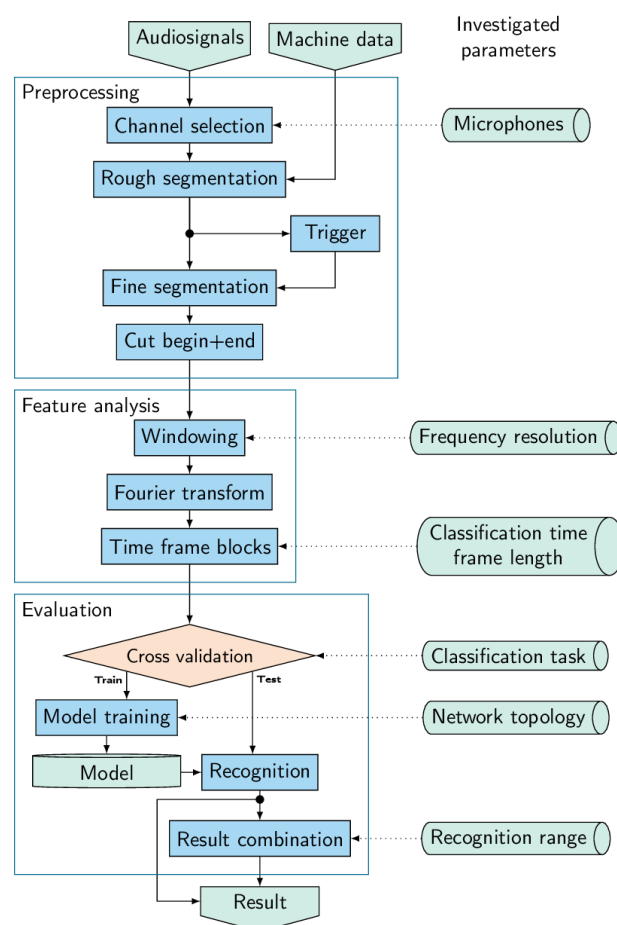 Audiosignals
Machine data
Investigated
parameters
Preprocessing
Channel selection
Microphones
Rough segmentation
Trigger
Fine segmentation
Cut begin+end
Feature analysis
Windowing
Frequency resolution
Fourier transform
Time frame blocks
Classification time
frame length
Evaluation
Cross validation
Classification task
Train
Test
Model training
Network topology
Model
Recognition
Result combination
Recognition range
Result